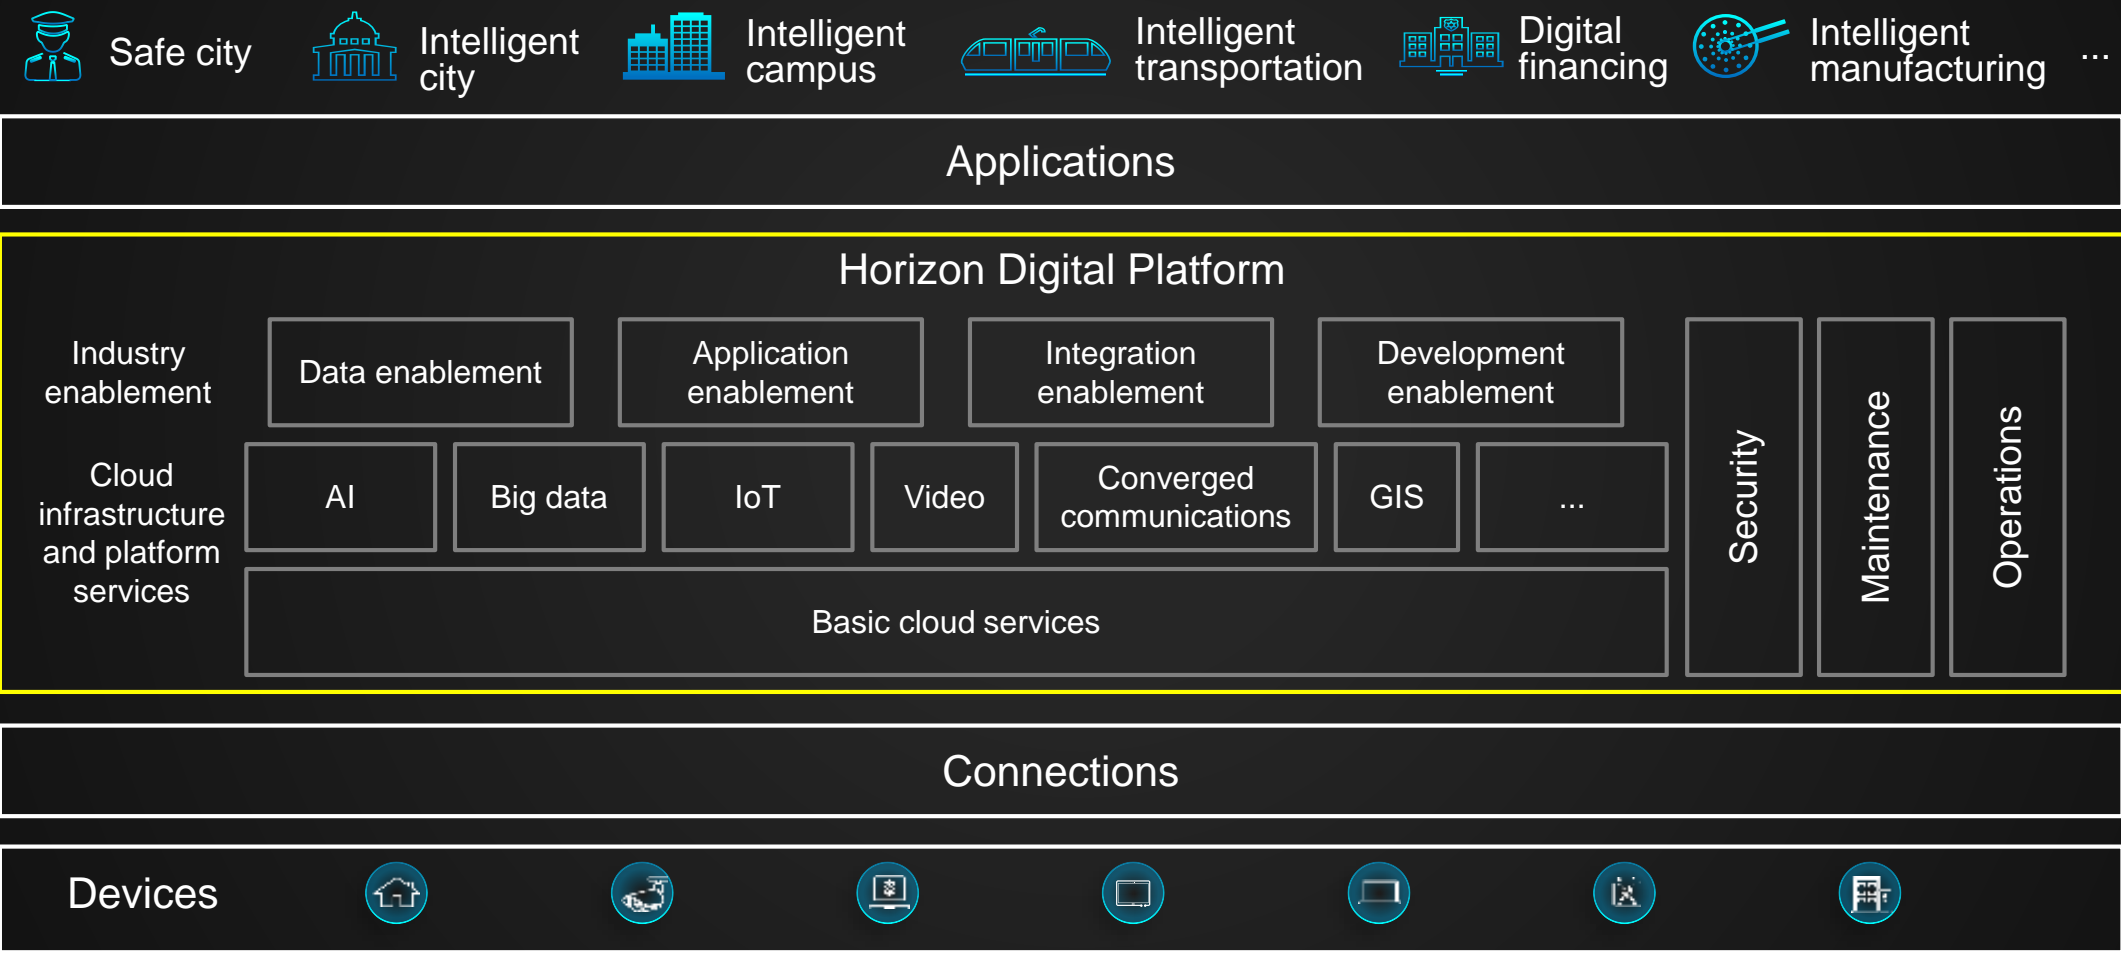 Safe city
Intelligent
city
Intelligent
campus
Intelligent
transportation
Digital
financing
Intelligent
manufacturing
...
Applications
Horizon Digital Platform
Industry
enablement
Data enablement
Application
enablement
Integration
enablement
Development
enablement
Cloud
infrastructure
and platform
services
AI
Big data
IoT
Video
Converged
communications
GIS
...
Basic cloud services
Security
Maintenance
Operations
Connections
Devices